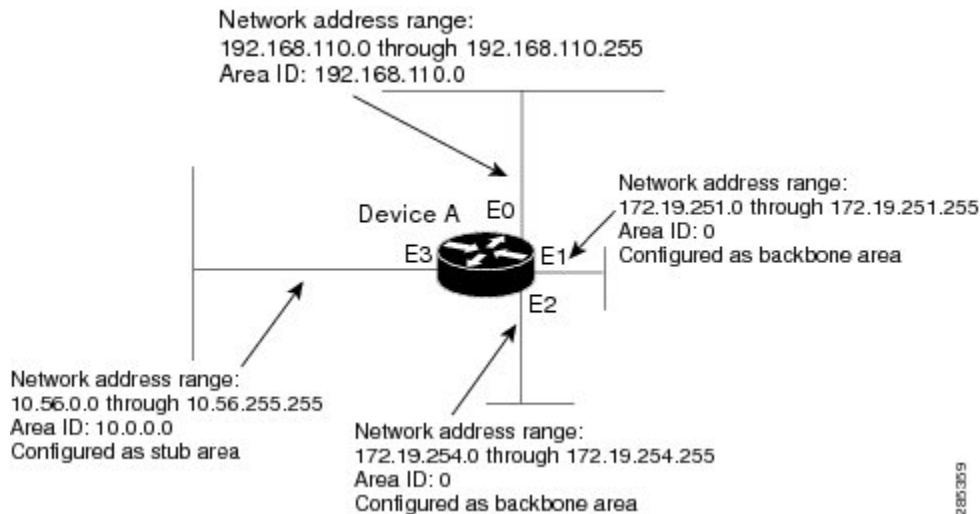 Network address range:
192.168.110.0 through 192.168.110.255
Area ID: 192.168.110.0
Network address range:
172.19.251.0 through 172.19.251.255
Area ID: 0
Configured as backbone area
Device A
E0
E3
E1
E2
Network address range:
10.56.0.0 through 10.56.255.255
Area ID: 10.0.0.0
Configured as stub area
Network address range:
172.19.254.0 through 172.19.254.255
Area ID: 0
Configured as backbone area
285359